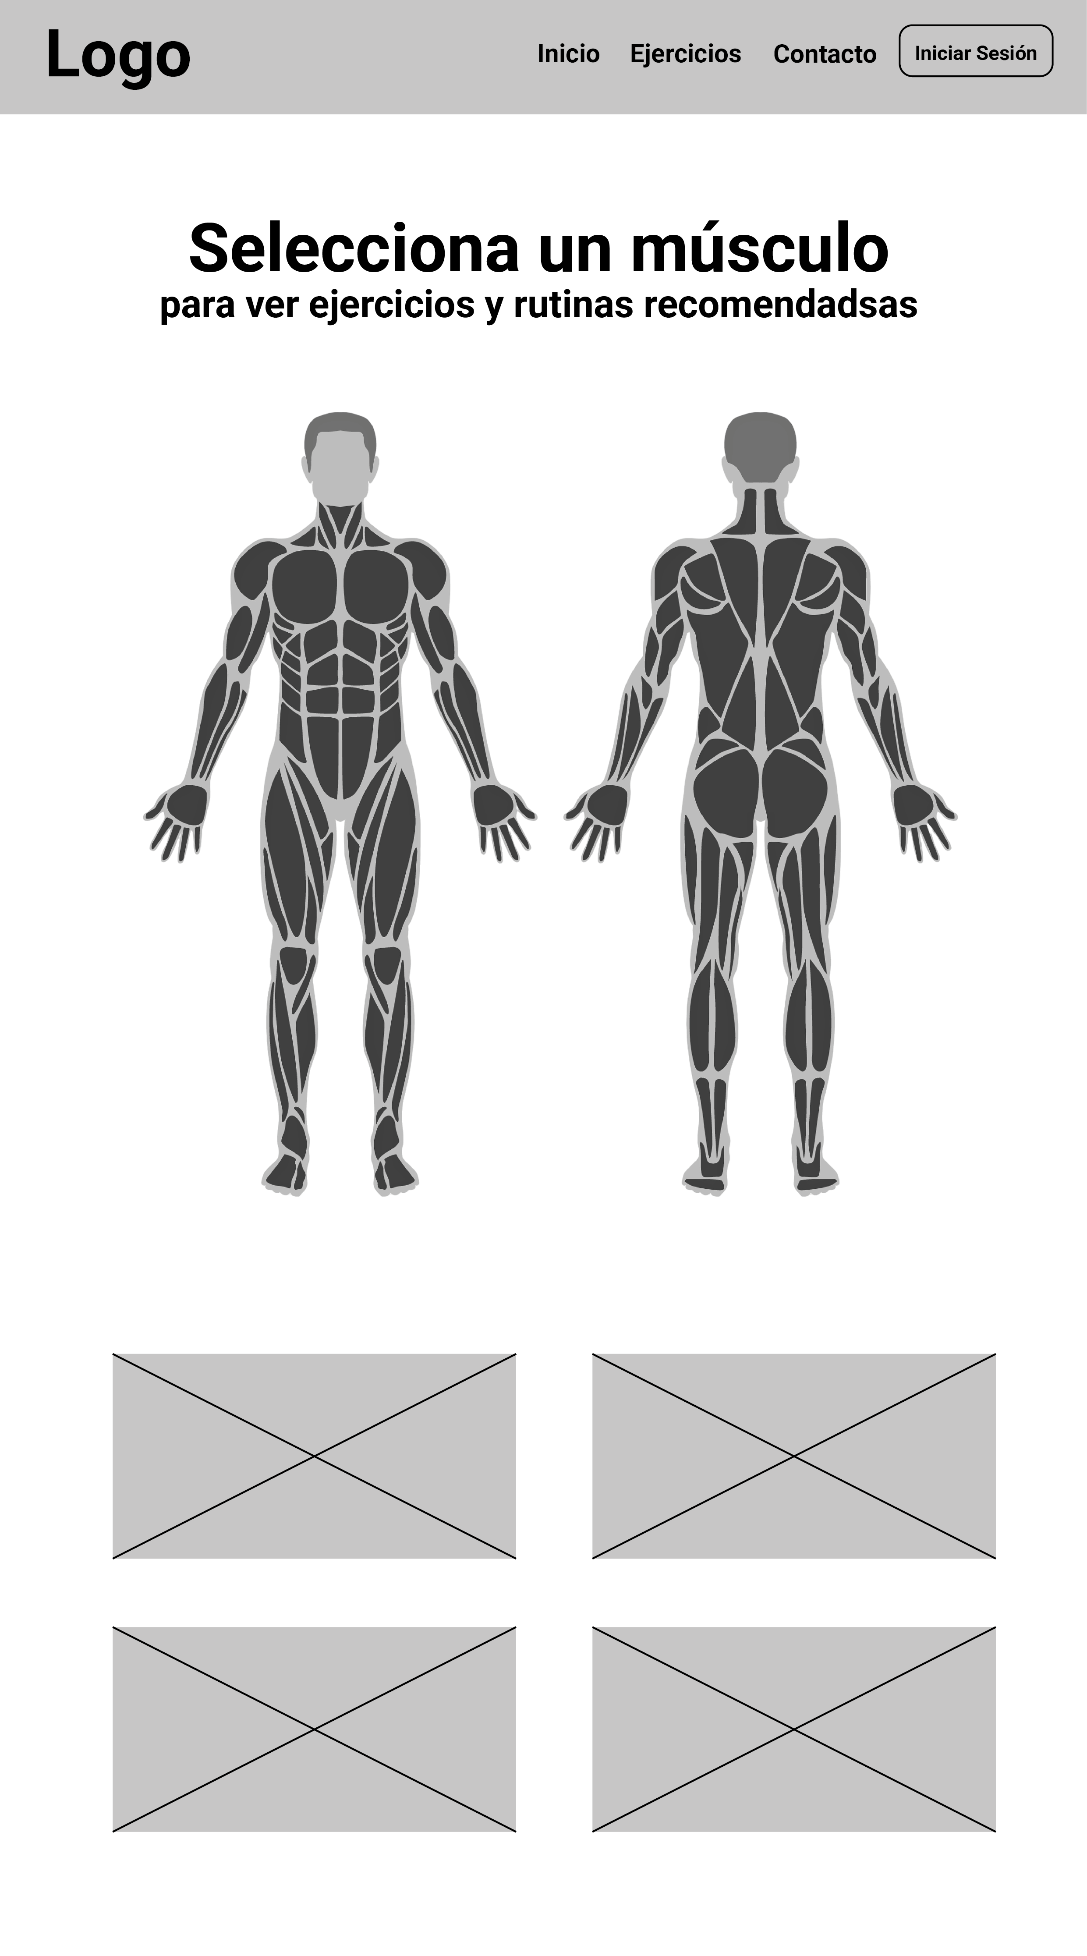 Logo
Inicio Ejercicios Contacto Iniciar Sesión
Selecciona un músculo
para ver ejercicios y rutinas recomendadsas